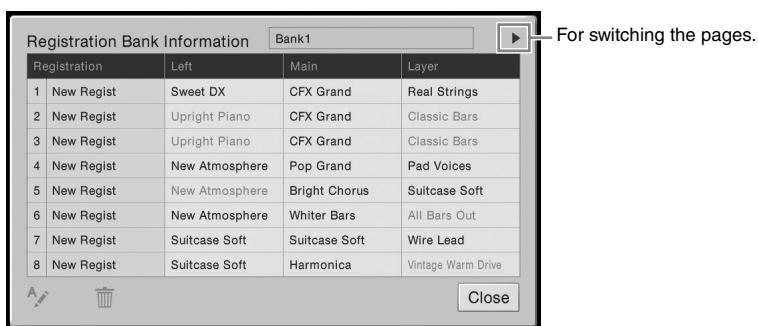 Registration Bank Information Bank1
For switching the pages.
Registration Left Main Layer
1 New Regist Sweet DX CFX Grand Real Strings
2 New Regist Upright Piano CFX Grand Classic Bars
3 New Regist Upright Piano CFX Grand Classic Bars
4 New Regist New Atmosphere Pop Grand Pad Voices
5 New Regist New Atmosphere Bright Chorus Suitcase Soft
6 New Regist New Atmosphere Whiter Bars All Bars Out
7 New Regist Suitcase Soft Suitcase Soft Wire Lead
8 New Regist Suitcase Soft Harmonica Vintage Warm Drive
A
Close